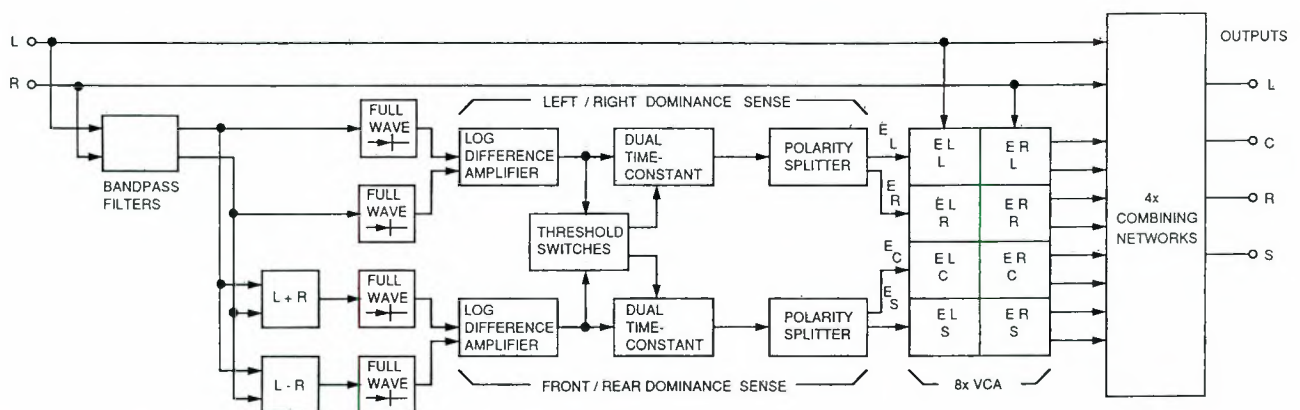 L
R
BANDPASS
FILTERS
FULL
WAVE
FULL
WAVE
L + R
FULL
WAVE
L - R
FULL
WAVE
LEFT / RIGHT DOMINANCE SENSE
LOG
DIFFERENCE
AMPLIFIER
DUAL
TIME-
CONSTANT
POLARITY
SPLITTER
THRESHOLD
SWITCHES
LOG
DIFFERENCE
AMPLIFIER
DUAL
TIME-
CONSTANT
POLARITY
SPLITTER
FRONT / REAR DOMINANCE SENSE
E L
E R
E C
E S
E L
L
E R
L
E L
R
E R
R
E L
C
E R
C
E L
S
E R
S
8x VCA
4x
COMBINING
NETWORKS
OUTPUTS
L
C
R
S